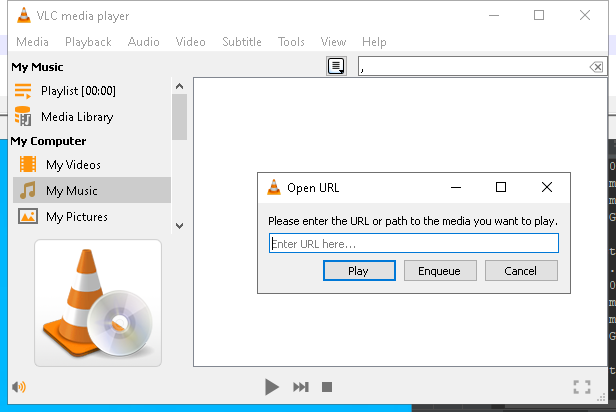 VLC media player
Media Playback Audio Video Subtitle Tools View Help
My Music
,
Playlist [00:00]
Media Library
My Computer
My Videos
My Music
My Pictures
Open URL
Please enter the URL or path to the media you want to play.
Enter URL here...
Play Enqueue Cancel